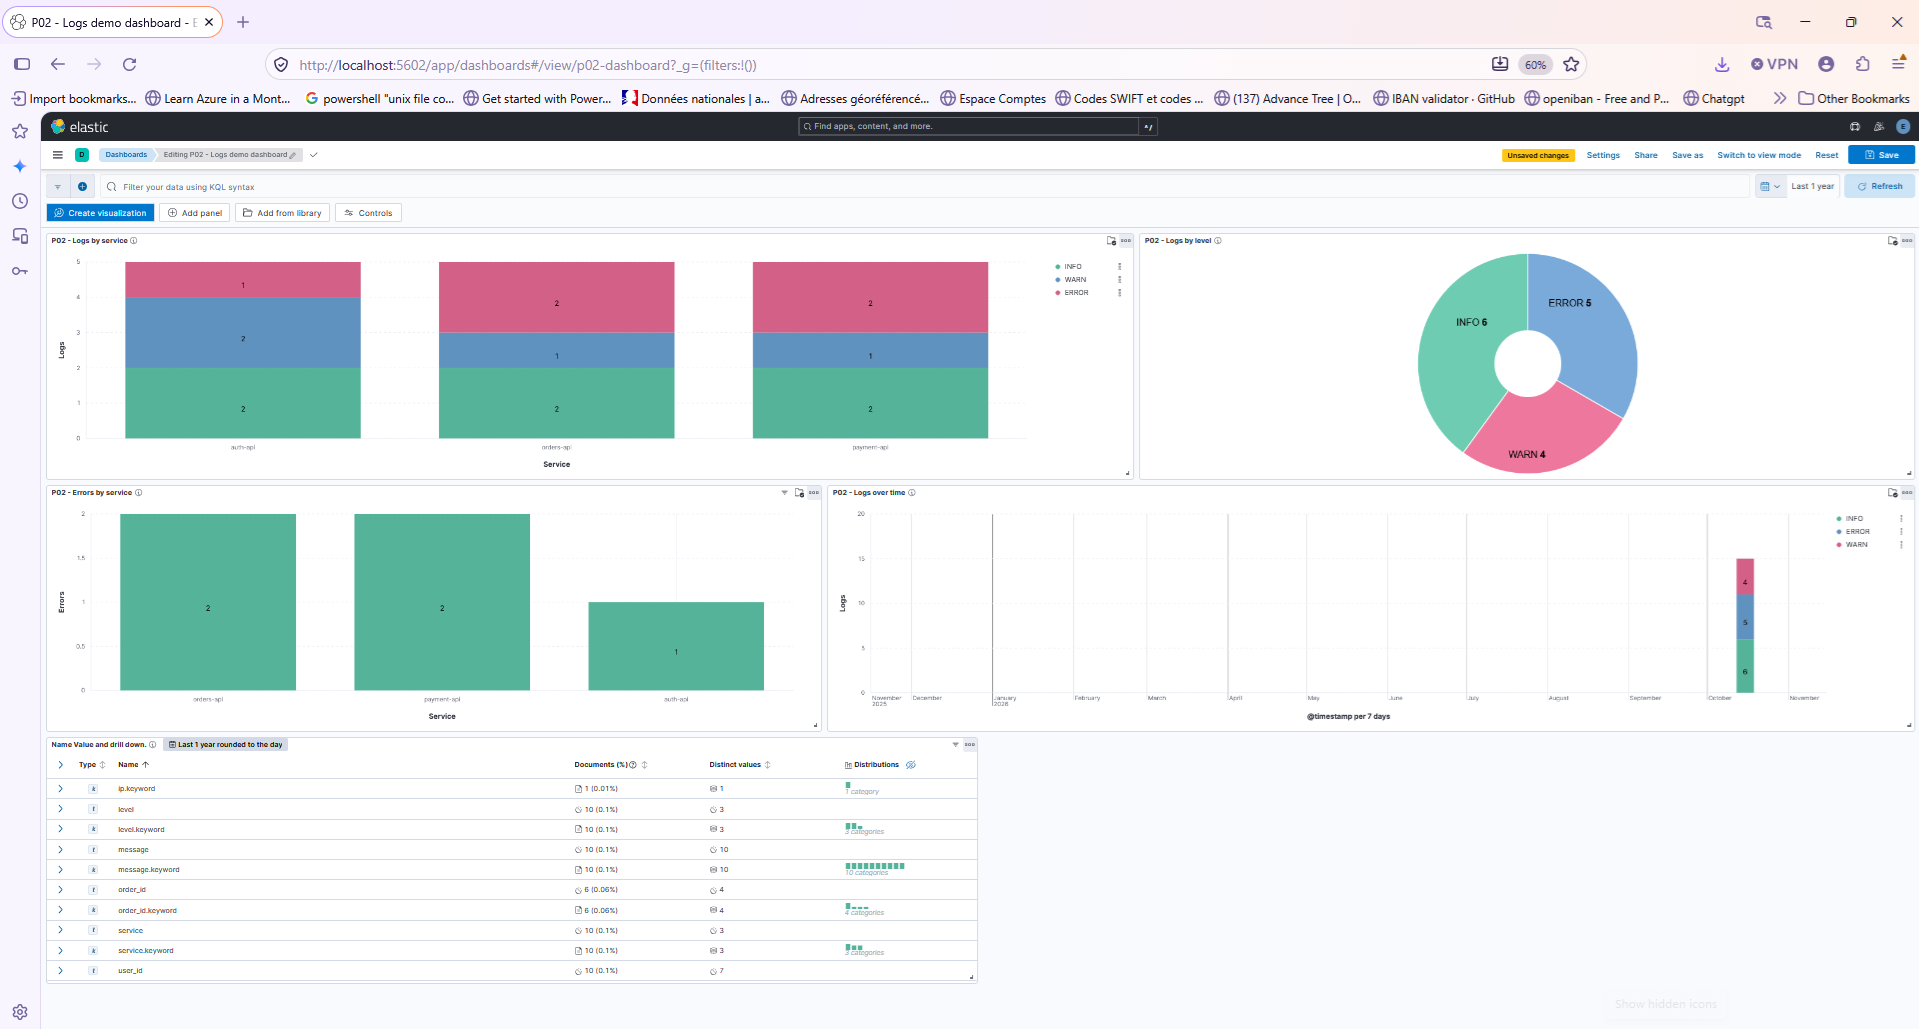 P02 - Logs demo dashboard - E
http://localhost:5602/app/dashboards#/view/p02-dashboard?_g=(filters:!())
60%
VPN
Import bookmarks...
Learn Azure in a Mont...
powershell "unix file co...
Get started with Power...
Données nationales | a...
Adresses géoréférencé...
Espace Comptes
Codes SWIFT et codes ...
(137) Advance Tree | O...
IBAN validator · GitHub
openiban - Free and P...
Chatgpt
Other Bookmarks
elastic
Find apps, content, and more.
^/
E
D
Dashboards
Editing P02 - Logs demo dashboard
Unsaved changes
Settings
Share
Save as
Switch to view mode
Reset
Save
Filter your data using KQL syntax
Last 1 year
Refresh
Create visualization
Add panel
Add from library
Controls
P02 - Logs by service
5
4
3
2
1
0
Logs
1
2
2
2
1
2
2
1
2
auth-api
orders-api
payment-api
Service
INFO
WARN
ERROR
P02 - Logs by level
ERROR 5
INFO 6
WARN 4
P02 - Errors by service
2
1.5
1
0.5
0
Errors
2
2
1
orders-api
payment-api
auth-api
Service
P02 - Logs over time
20
15
10
5
0
Logs
4
5
6
November
2025
December
January
2026
February
March
April
May
June
July
August
September
October
November
@timestamp per 7 days
INFO
ERROR
WARN
Name Value and drill down.
Last 1 year rounded to the day
Type Name Documents (%) Distinct values Distributions
k ip.keyword 1 (0.01%) 1 1 category
t level 10 (0.1%) 3
k level.keyword 10 (0.1%) 3 3 categories
t message 10 (0.1%) 10
k message.keyword 10 (0.1%) 10 10 categories
t order_id 6 (0.06%) 4
k order_id.keyword 6 (0.06%) 4 4 categories
t service 10 (0.1%) 3
k service.keyword 10 (0.1%) 3 3 categories
t user_id 10 (0.1%) 7
Show hidden icons